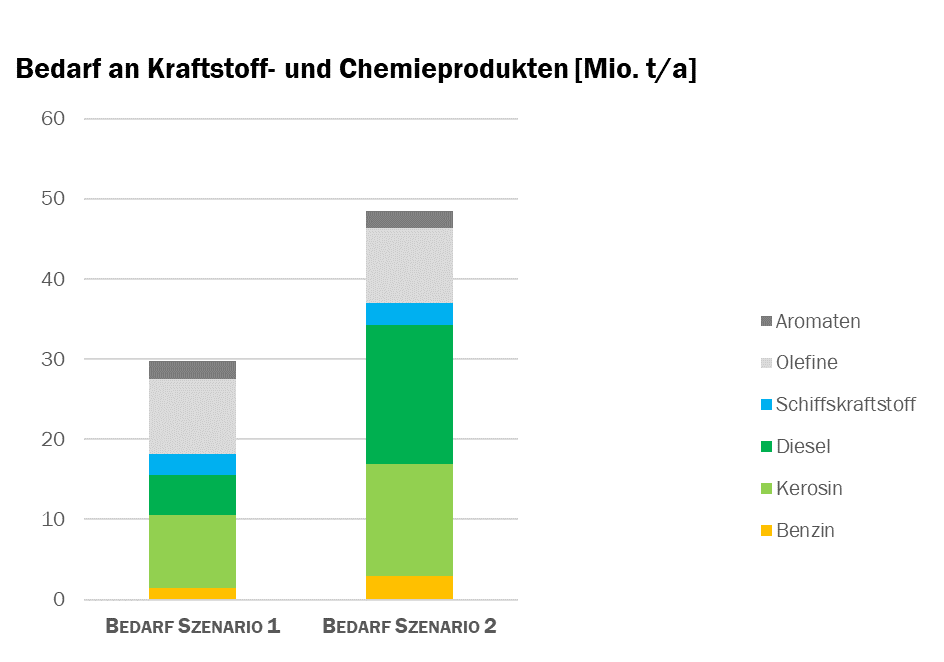 Bedarf an Kraftstoff- und Chemieprodukten [Mio. t/a]
60
50
40
30
20
10
0
BEDARF SZENARIO 1
BEDARF SZENARIO 2
Aromaten
Olefine
Schiffskraftstoff
Diesel
Kerosin
Benzin